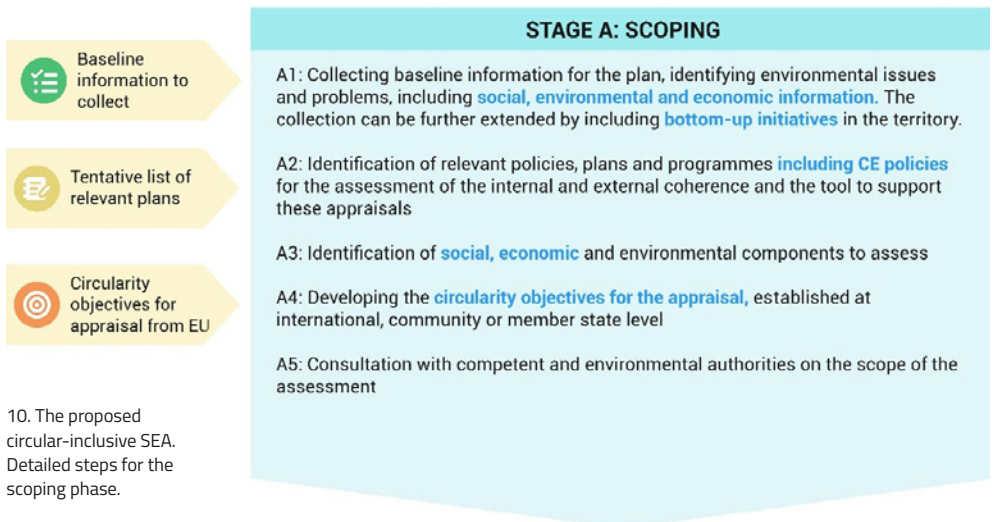 STAGE A: SCOPING
Baseline
information to
collect
A1: Collecting baseline information for the plan, identifying environmental issues
and problems, including social, environmental and economic information. The
collection can be further extended by including bottom-up initiatives in the territory.
Tentative list of
relevant plans
A2: Identification of relevant policies, plans and programmes including CE policies
for the assessment of the internal and external coherence and the tool to support
these appraisals
A3: Identification of social, economic and environmental components to assess
Circularity
objectives for
appraisal from EU
A4: Developing the circularity objectives for the appraisal, established at
international, community or member state level
A5: Consultation with competent and environmental authorities on the scope of the
assessment
10. The proposed
circular-inclusive SEA.
Detailed steps for the
scoping phase.